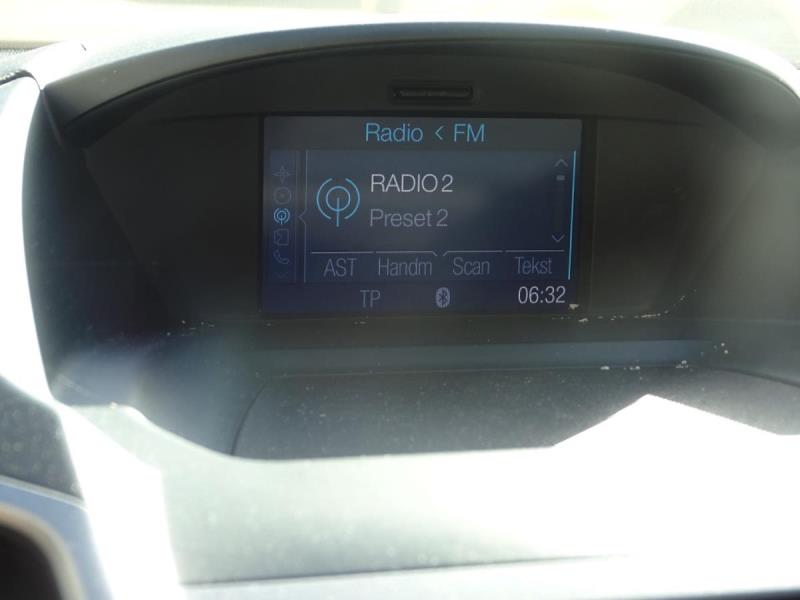 Radio < FM
RADIO 2
Preset 2
AST Handm Scan Tekst
TP 06:32